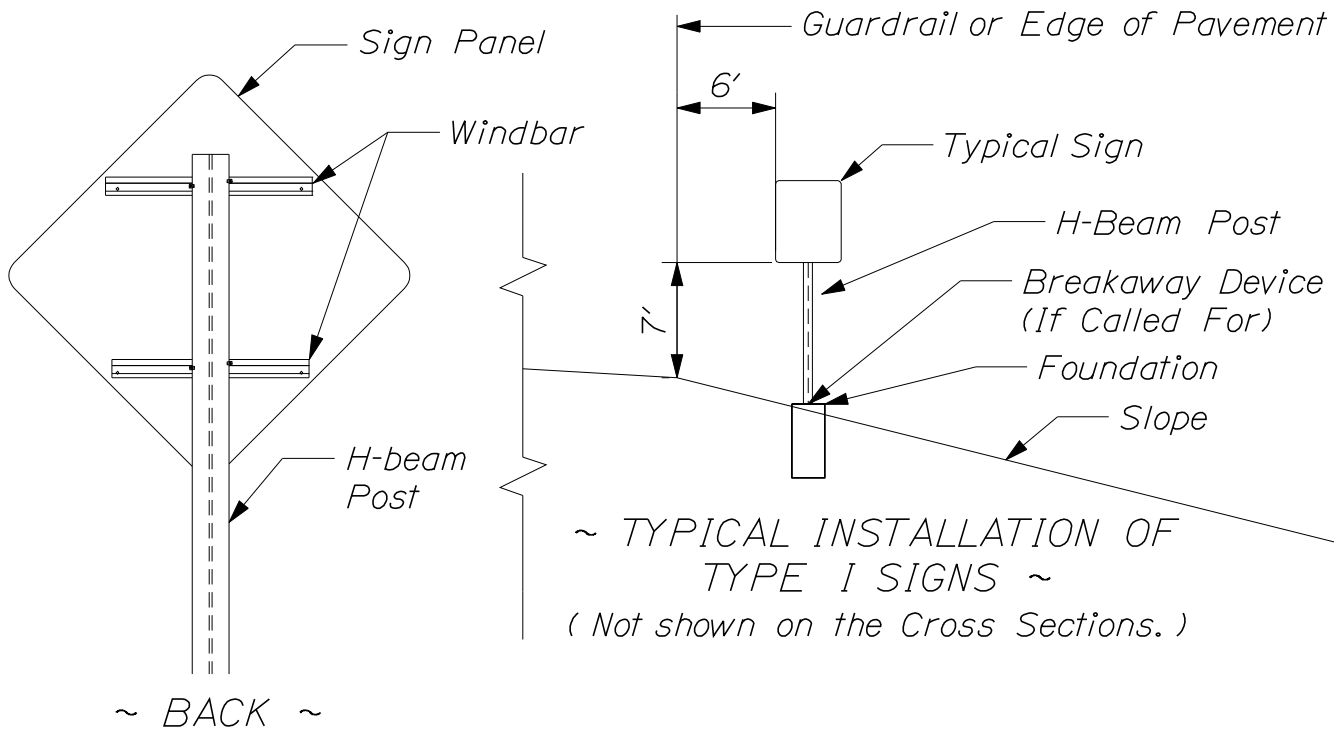 Sign Panel
Windbar
H-beam
Post
~ BACK ~
Guardrail or Edge of Pavement
6'
Typical Sign
H-Beam Post
7'
Breakaway Device
(If Called For)
Foundation
Slope
~ TYPICAL INSTALLATION OF
TYPE I SIGNS ~
(Not shown on the Cross Sections.)